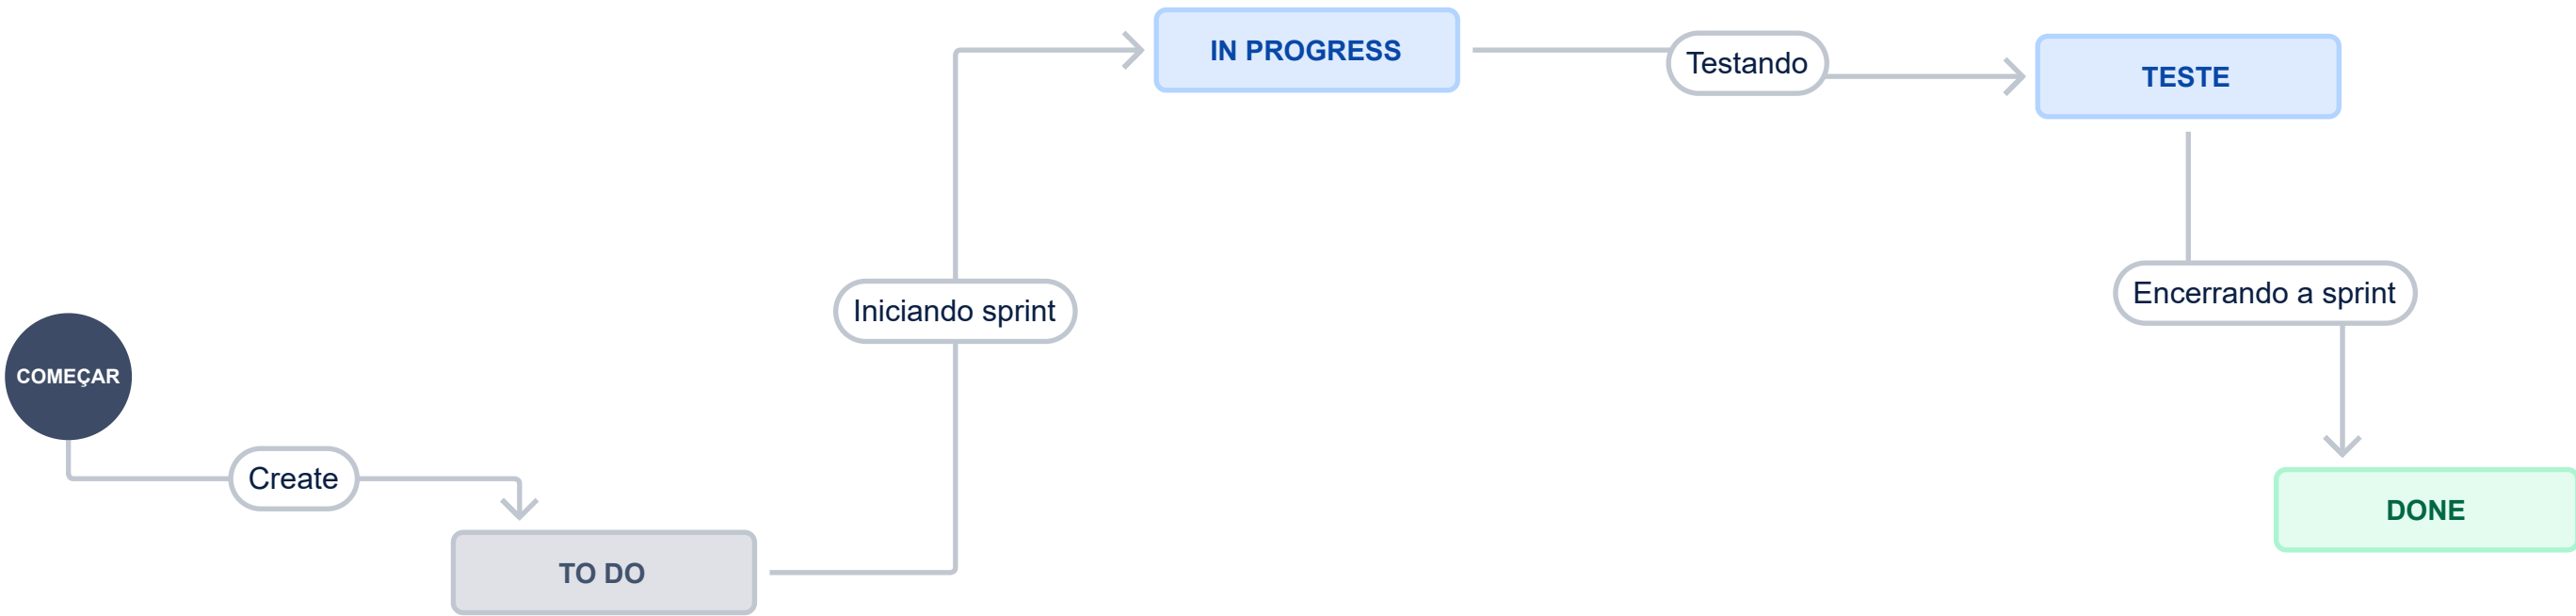 COMEÇAR
Create
TO DO
Iniciando sprint
IN PROGRESS
Testando
TESTE
Encerrando a sprint
DONE